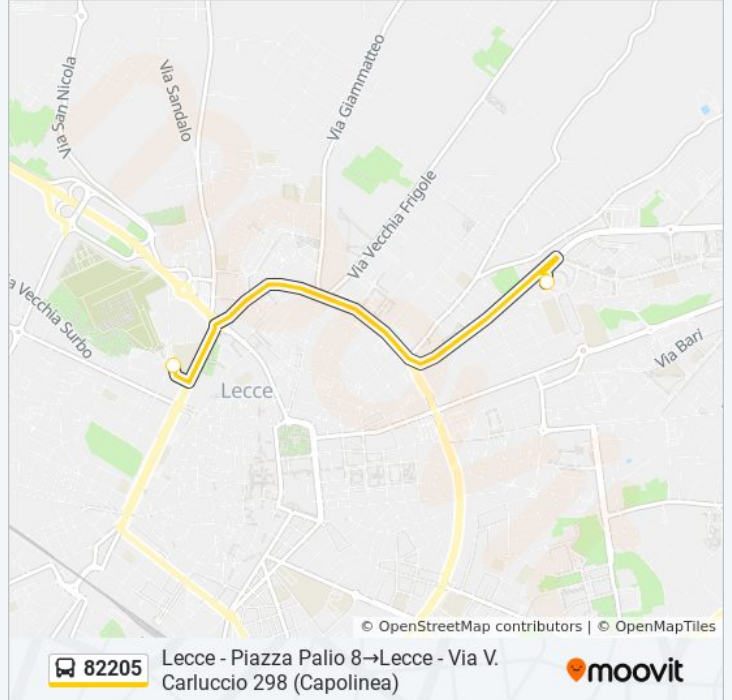 Via San Nicola
Via Sandalo
Via Giammatteo
Via Vecchia Frigole
a Vecchia Surbo
Lecce
Via Bari
© OpenStreetMap contributors | © OpenMapTiles
82205
Lecce - Piazza Palio 8→Lecce - Via V.
Carluccio 298 (Capolinea)
moovit